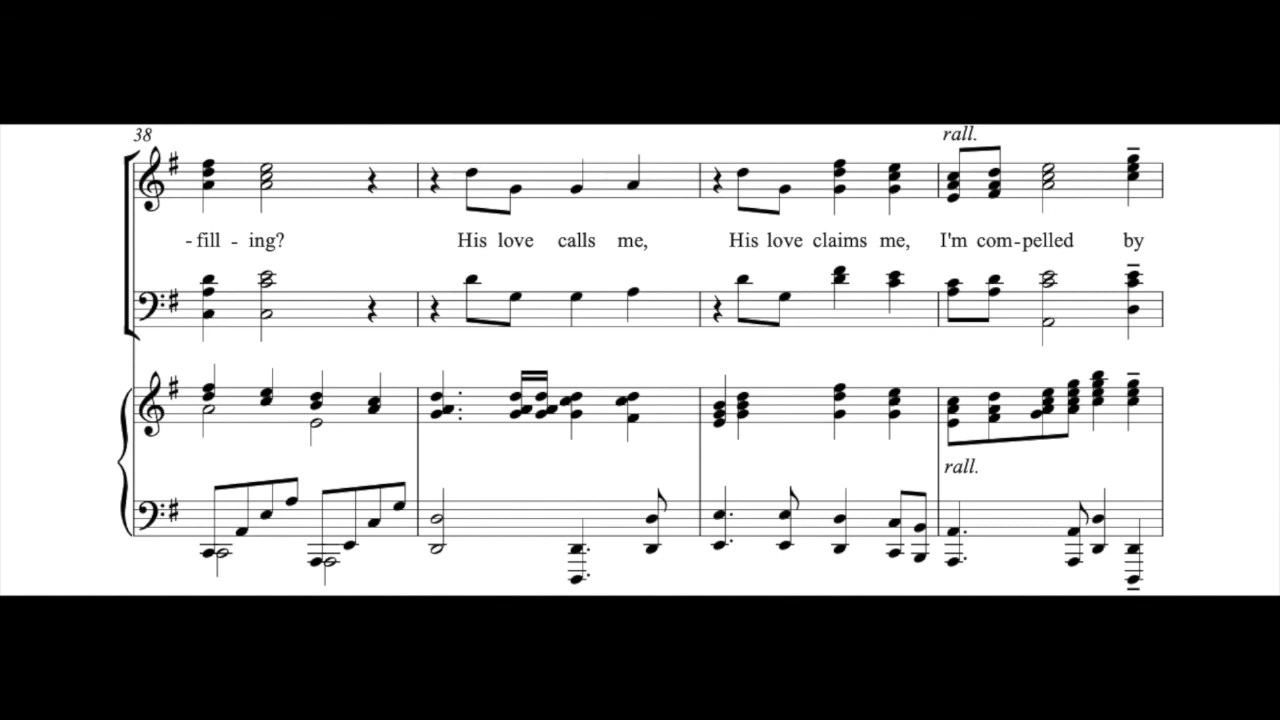 38
rall.
- fill - ing? His love calls me, His love claims me, I'm com-pelled by
rall.